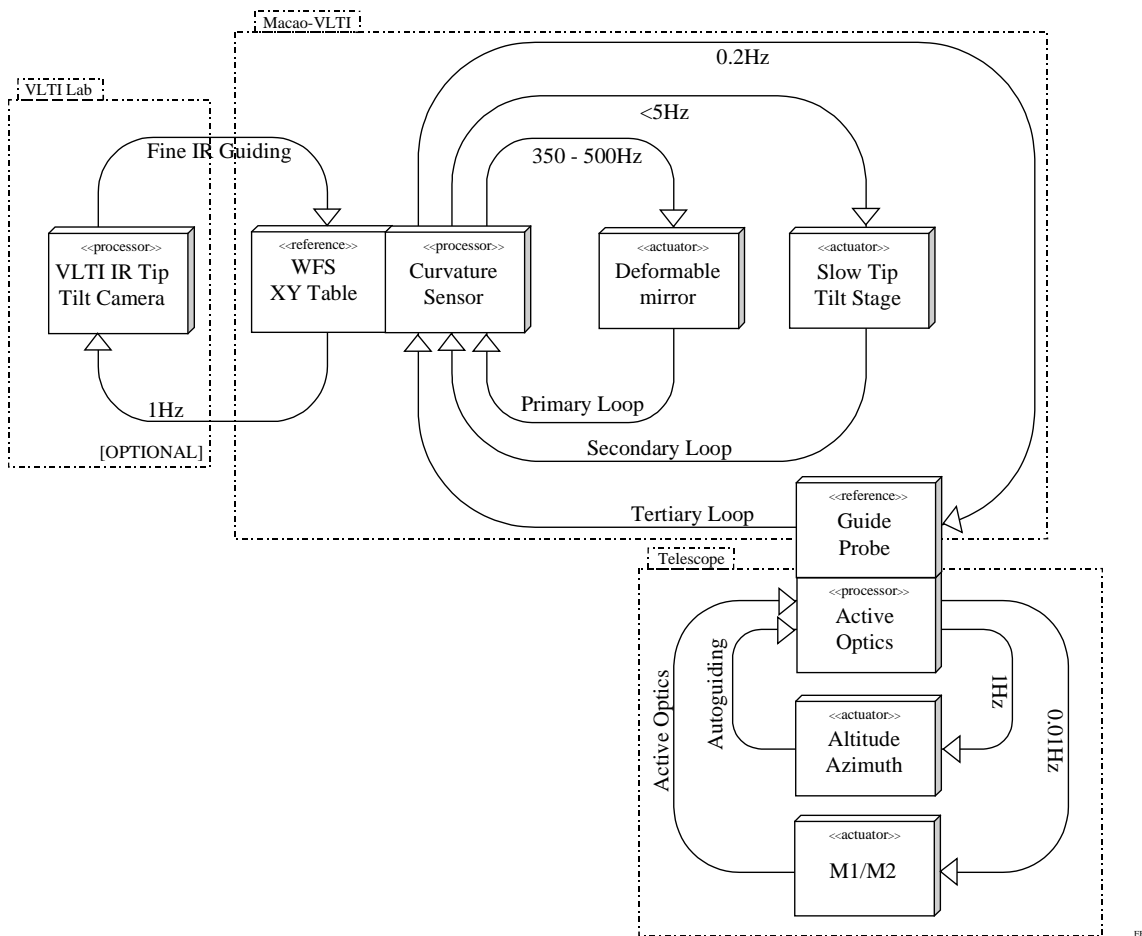 Macao-VLTI
0.2Hz
VLTI Lab
<5Hz
Fine IR Guiding
350 - 500Hz
<<processor>>
VLTI IR Tip
Tilt Camera
<<reference>>
WFS
XY Table
<<processor>>
Curvature
Sensor
<<actuator>>
Deformable
mirror
<<actuator>>
Slow Tip
Tilt Stage
1Hz
Primary Loop
[OPTIONAL]
Secondary Loop
Tertiary Loop
<<reference>>
Guide
Probe
Telescope
<<processor>>
Active
Optics
Active Optics
Autoguiding
1Hz
0.01Hz
<<actuator>>
Altitude
Azimuth
<<actuator>>
M1/M2